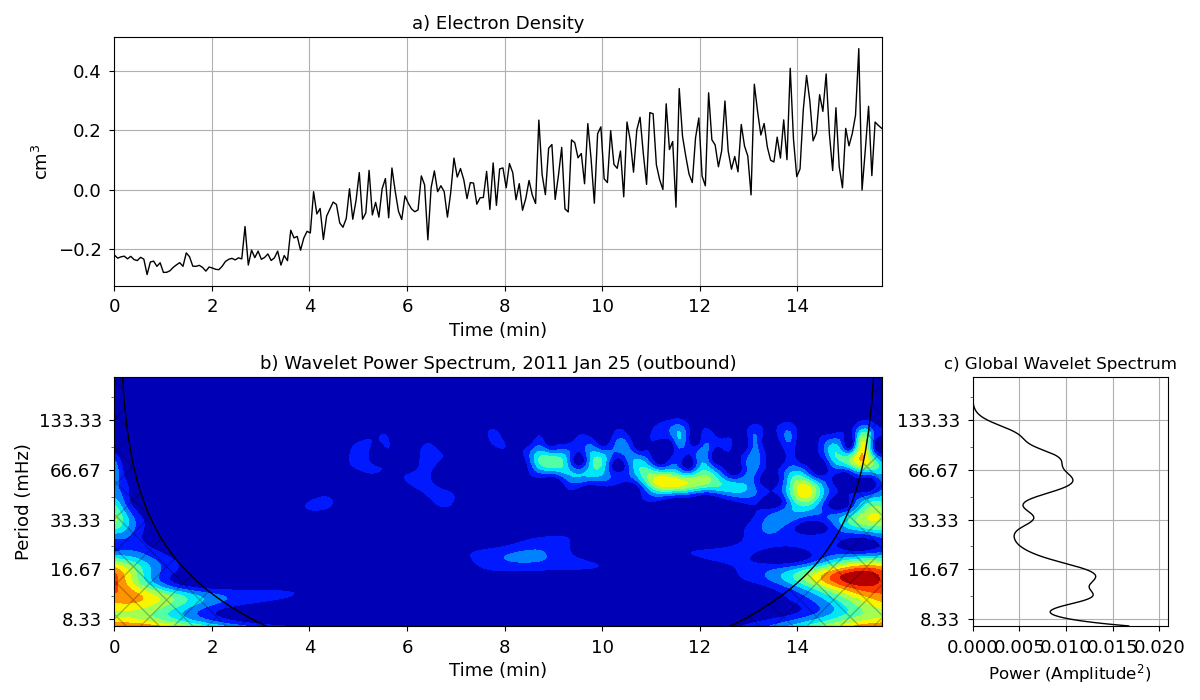 a) Electron Density
cm³
0.4
0.2
0.0
−0.2
0 2 4 6 8 10 12 14
Time (min)
b) Wavelet Power Spectrum, 2011 Jan 25 (outbound)
Period (mHz)
133.33
66.67
33.33
16.67
8.33
0 2 4 6 8 10 12 14
Time (min)
c) Global Wavelet Spectrum
133.33
66.67
33.33
16.67
8.33
0.000 0.005 0.010 0.015 0.020
Power (Amplitude²)